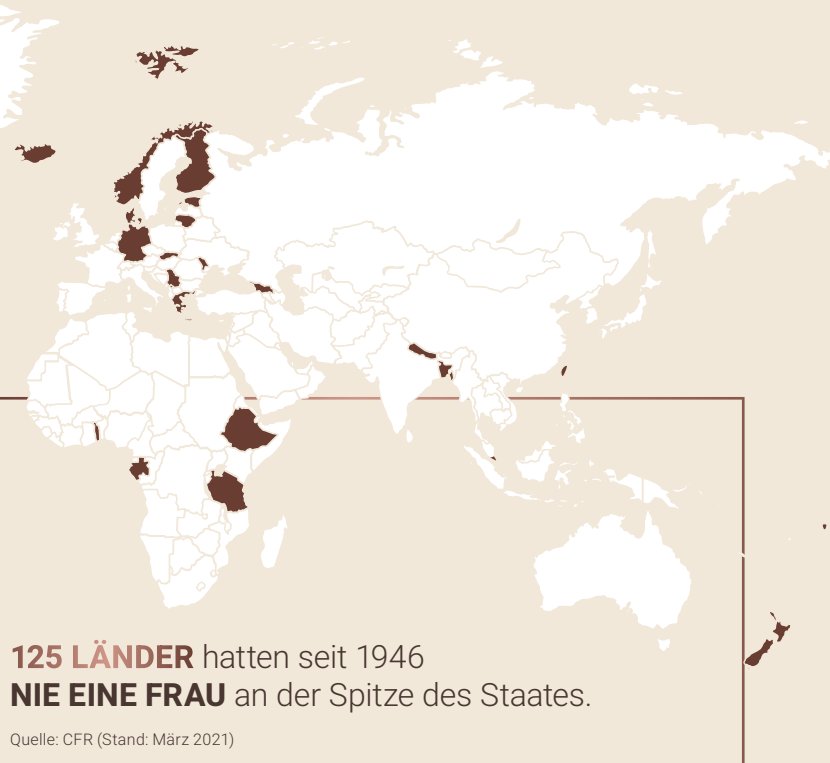 125 LÄNDER hatten seit 1946
NIE EINE FRAU an der Spitze des Staates.
Quelle: CFR (Stand: März 2021)